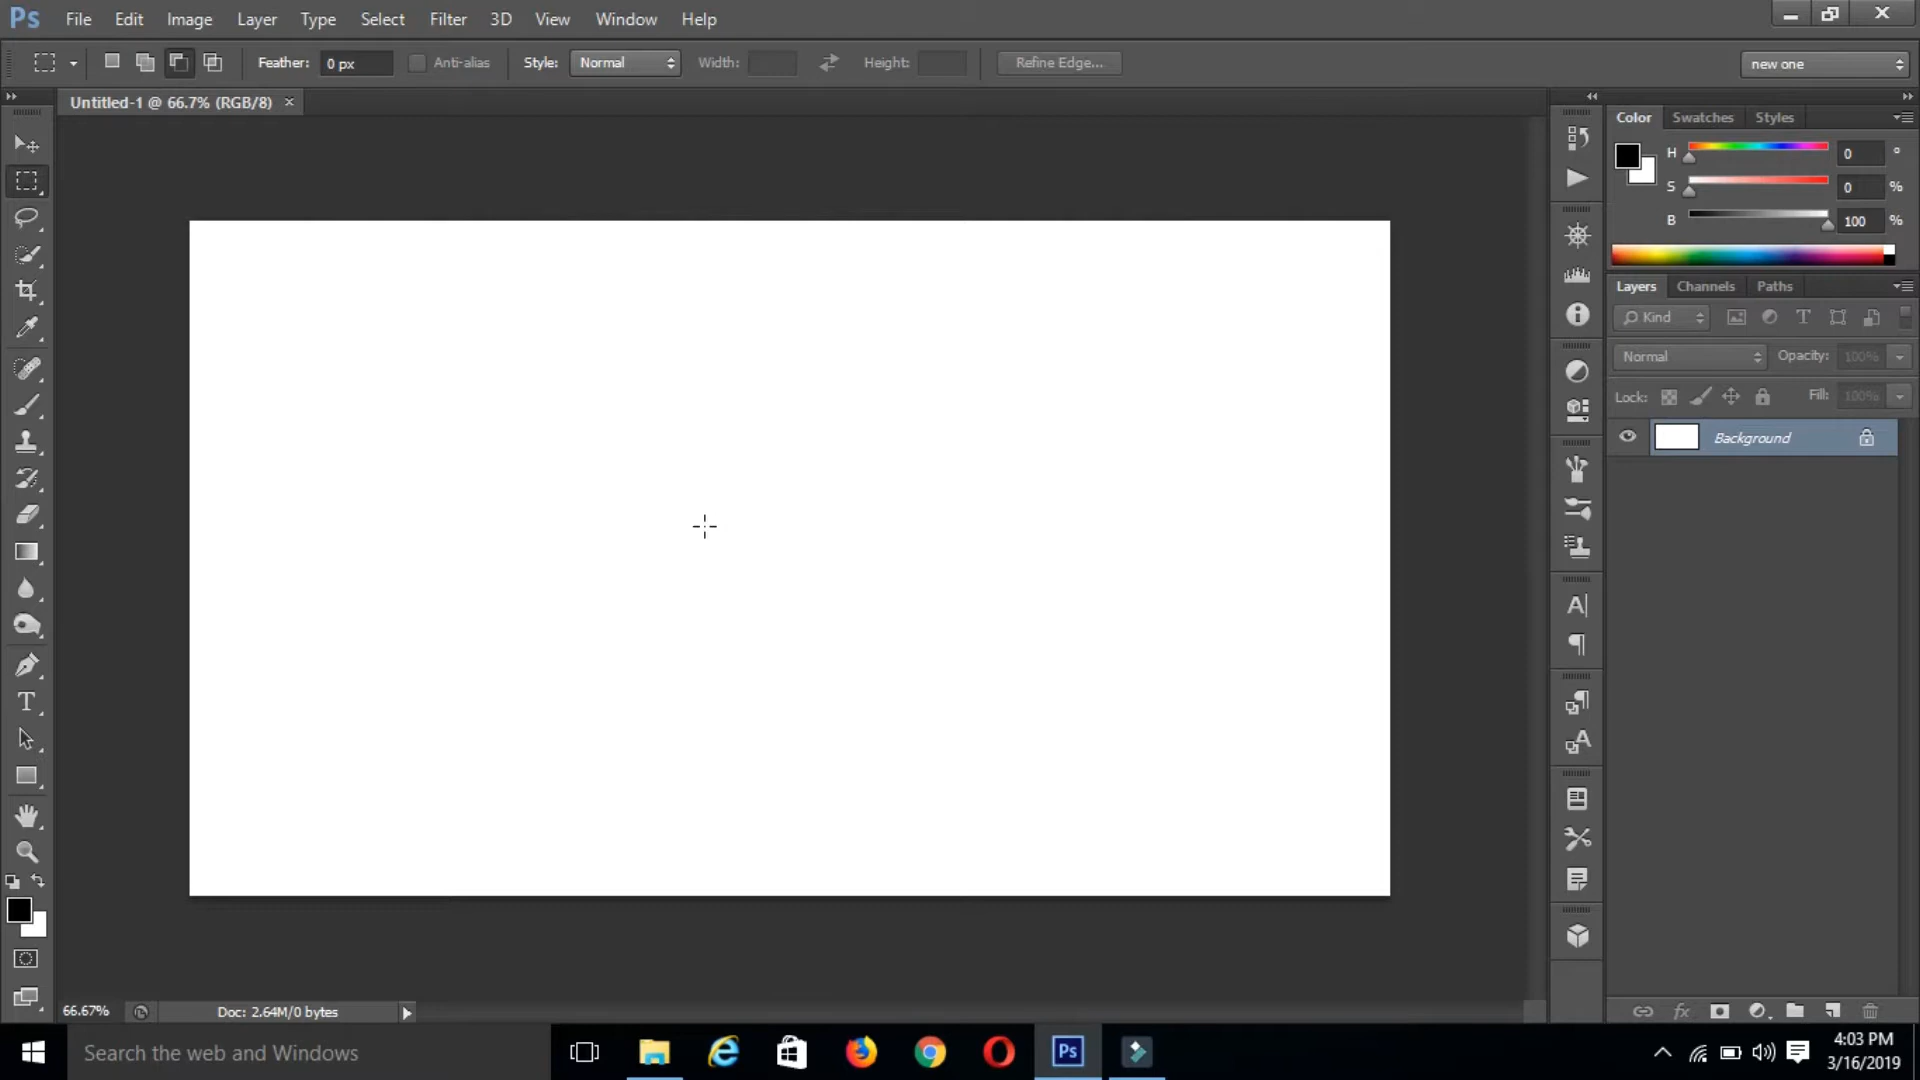 Ps File Edit Image Layer Type Select Filter 3D View Window Help
Feather: 0 px Anti-alias Style: Normal Width: Height: Refine Edge... new one
Untitled-1 @ 66.7% (RGB/8) ×
Color Swatches Styles
H 0 °
S 0 %
B 100 %
Layers Channels Paths
Kind
Normal Opacity: 100%
Lock: Fill: 100%
Background
66.67% Doc: 2.64M/0 bytes
Search the web and Windows
Ps
4:03 PM
3/16/2019